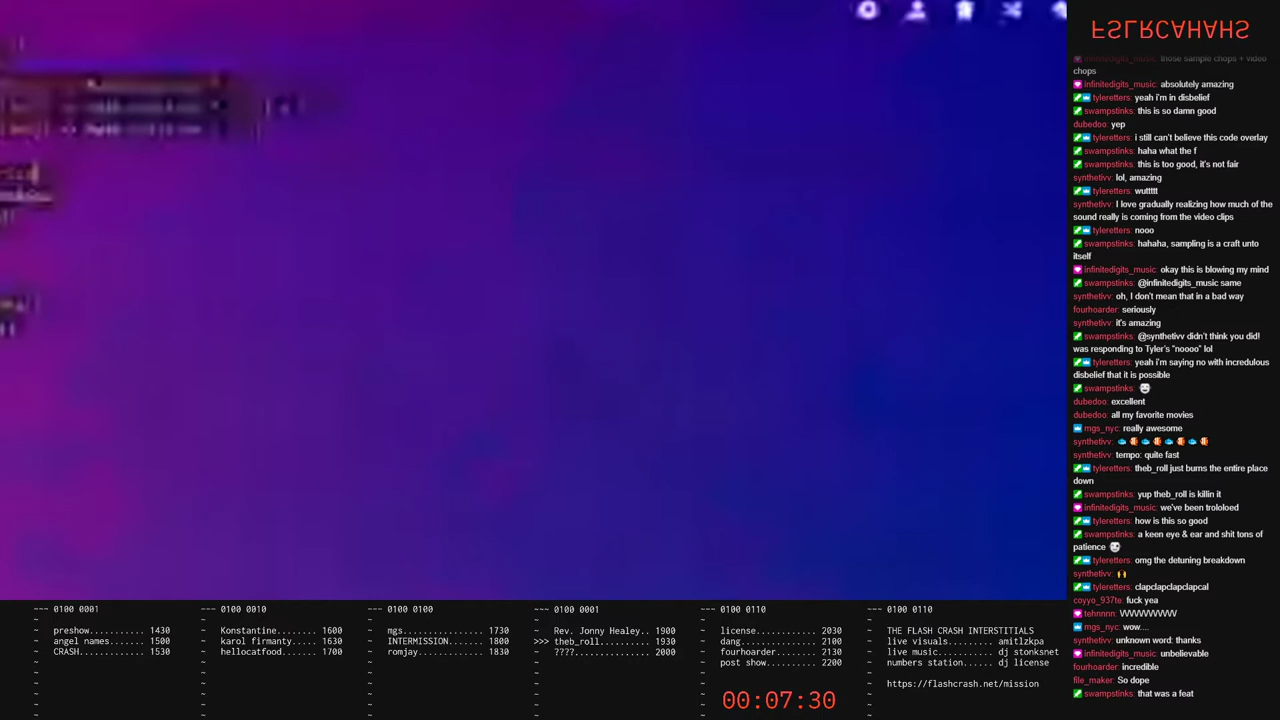 FSLRCAHAHS
infinitedigits_music: those sample chops + video
chops
infinitedigits_music: absolutely amazing
tyleretters: yeah i'm in disbelief
swampstinks: this is so damn good
dubedoo: yep
tyleretters: i still can't believe this code overlay
swampstinks: haha what the f
swampstinks: this is too good, it's not fair
synthetivv: lol, amazing
tyleretters: wuttttt
synthetivv: I love gradually realizing how much of the
sound really is coming from the video clips
tyleretters: nooo
swampstinks: hahaha, sampling is a craft unto
itself
infinitedigits_music: okay this is blowing my mind
swampstinks: @infinitedigits_music same
synthetivv: oh, I don't mean that in a bad way
fourhoarder: seriously
synthetivv: it's amazing
swampstinks: @synthetivv didn't think you did!
was responding to Tyler's "noooo" lol
tyleretters: yeah i'm saying no with incredulous
disbelief that it is possible
swampstinks:
dubedoo: excellent
dubedoo: all my favorite movies
mgs_nyc: really awesome
synthetivv:
synthetivv: tempo: quite fast
tyleretters: theb_roll just burns the entire place
down
swampstinks: yup theb_roll is killin it
infinitedigits_music: we've been trololoed
tyleretters: how is this so good
swampstinks: a keen eye & ear and shit tons of
patience
tyleretters: omg the detuning breakdown
synthetivv:
tyleretters: clapclapclapclapcal
coyyo_937te: fuck yea
tehnnnn: VVVVVVVVVVV
mgs_nyc: wow....
synthetivv: unknown word: thanks
infinitedigits_music: unbelievable
fourhoarder: incredible
file_maker: So dope
swampstinks: that was a feat
~~~ 0100 0001
preshow.......... 1430
angel names...... 1500
CRASH............ 1530
~~~ 0100 0010
Konstantine...... 1600
karol firmanty... 1630
hellocatfood..... 1700
~~~ 0100 0100
mgs.............. 1730
INTERMISSION..... 1800
romjay........... 1830
~~~ 0100 0001
Rev. Jonny Healey.. 1900
>>> theb_roll.......... 1930
????............... 2000
~~~ 0100 0110
license.......... 2030
dang............. 2100
fourhoarder...... 2130
post show........ 2200
00:07:30
~~~ 0100 0110
THE FLASH CRASH INTERSTITIALS
live visuals....... amitlzkpa
live music...... dj stonksnet
numbers station... dj license
https://flashcrash.net/mission